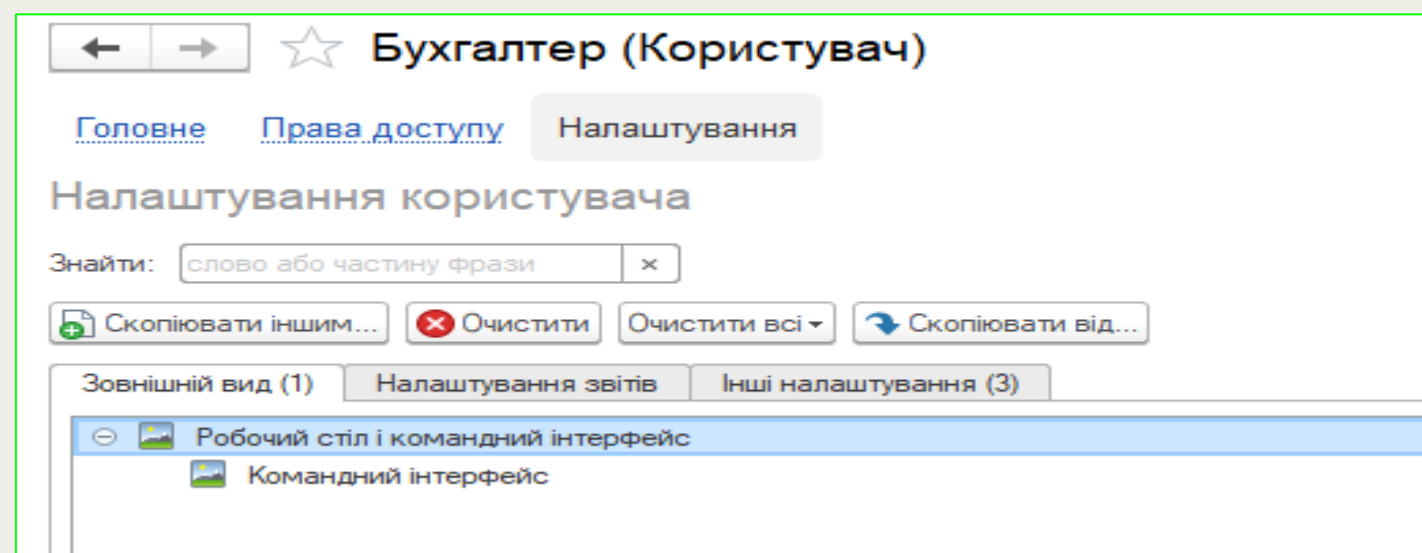 Бухгалтер (Користувач)
Головне Права доступу Налаштування
Налаштування користувача
Знайти: слово або частину фрази ×
Скопіювати іншим... Очистити Очистити всі Скопіювати від...
Зовнішній вид (1) Налаштування звітів Інші налаштування (3)
Робочий стіл і командний інтерфейс
Командний інтерфейс